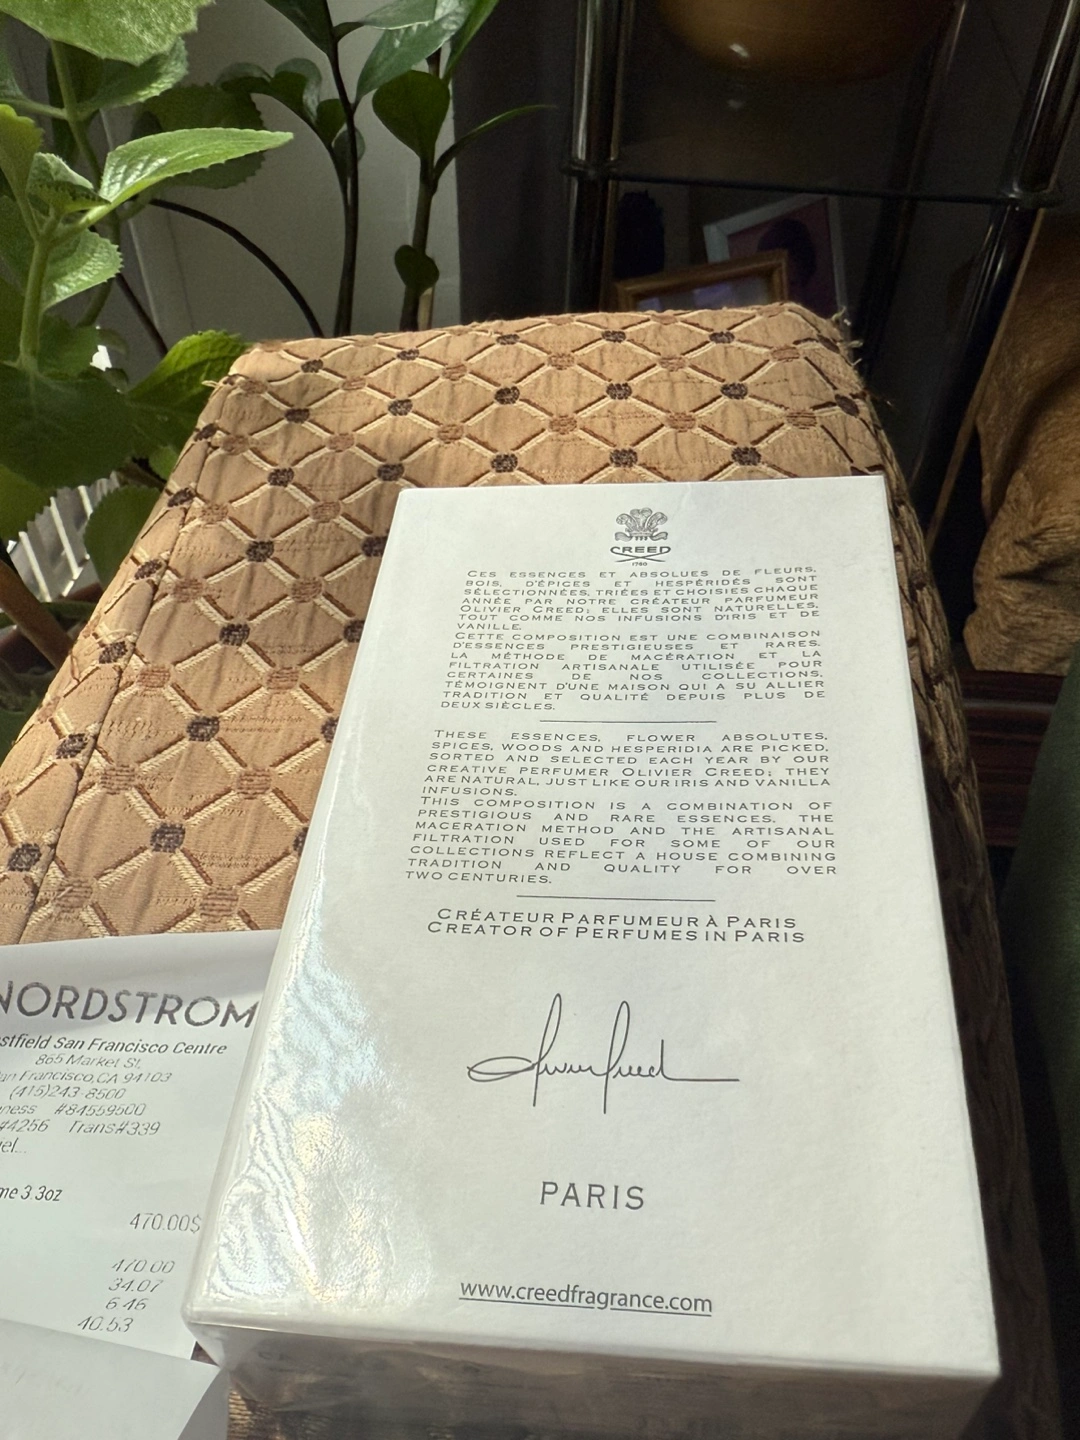 CREED
1760
CES ESSENCES ET ABSOLUES DE FLEURS,
BOIS, D'ÉPICES ET HESPÉRIDÉS SONT
SÉLECTIONNÉES, TRIÉES ET CHOISIES CHAQUE
ANNÉE PAR NOTRE CRÉATEUR PARFUMEUR
OLIVIER CREED; ELLES SONT NATURELLES,
TOUT COMME NOS INFUSIONS D'IRIS ET DE
VANILLE.
CETTE COMPOSITION EST UNE COMBINAISON
D'ESSENCES PRESTIGIEUSES ET RARES.
LA MÉTHODE DE MACÉRATION ET LA
FILTRATION ARTISANALE UTILISÉE POUR
CERTAINES DE NOS COLLECTIONS,
TÉMOIGNENT D'UNE MAISON QUI A SU ALLIER
TRADITION ET QUALITÉ DEPUIS PLUS DE
DEUX SIÈCLES.
THESE ESSENCES, FLOWER ABSOLUTES,
SPICES, WOODS AND HESPERIDIA ARE PICKED,
SORTED AND SELECTED EACH YEAR BY OUR
CREATIVE PERFUMER OLIVIER CREED; THEY
ARE NATURAL, JUST LIKE OUR IRIS AND VANILLA
INFUSIONS.
THIS COMPOSITION IS A COMBINATION OF
PRESTIGIOUS AND RARE ESSENCES. THE
MACERATION METHOD AND THE ARTISANAL
FILTRATION USED FOR SOME OF OUR
COLLECTIONS REFLECT A HOUSE COMBINING
TRADITION AND QUALITY FOR OVER
TWO CENTURIES.
CRÉATEUR PARFUMEUR À PARIS
CREATOR OF PERFUMES IN PARIS
Olivier Creed
PARIS
www.creedfragrance.com
NORDSTROM
stfield San Francisco Centre
865 Market St.
an Francisco, CA 94103
(415)243-8500
ness #84559500
#4256 Trans#339
el...
me 3.3oz
470.00$
470.00
34.07
6.46
40.53